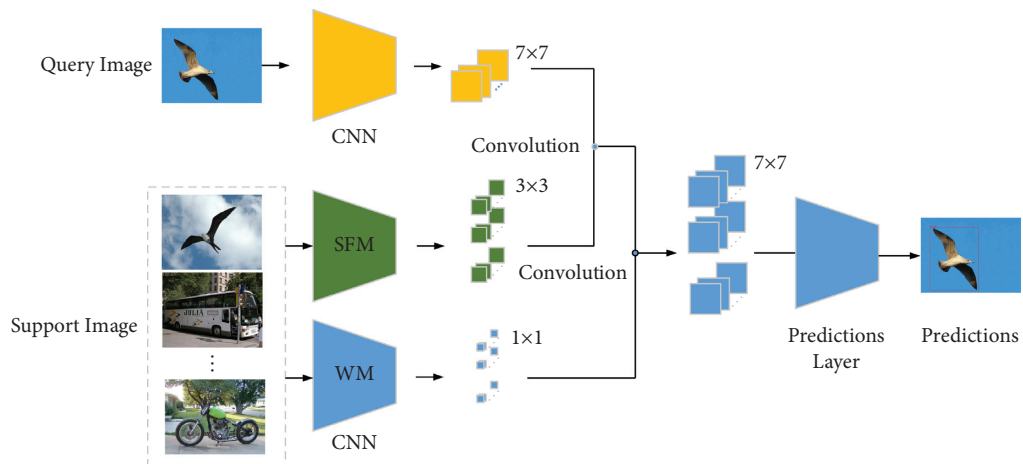 Query Image
7×7
CNN
Convolution
3×3
7×7
SFM
Convolution
JULIÀ
Support Image
1×1
WM
CNN
Predictions
Layer
Predictions